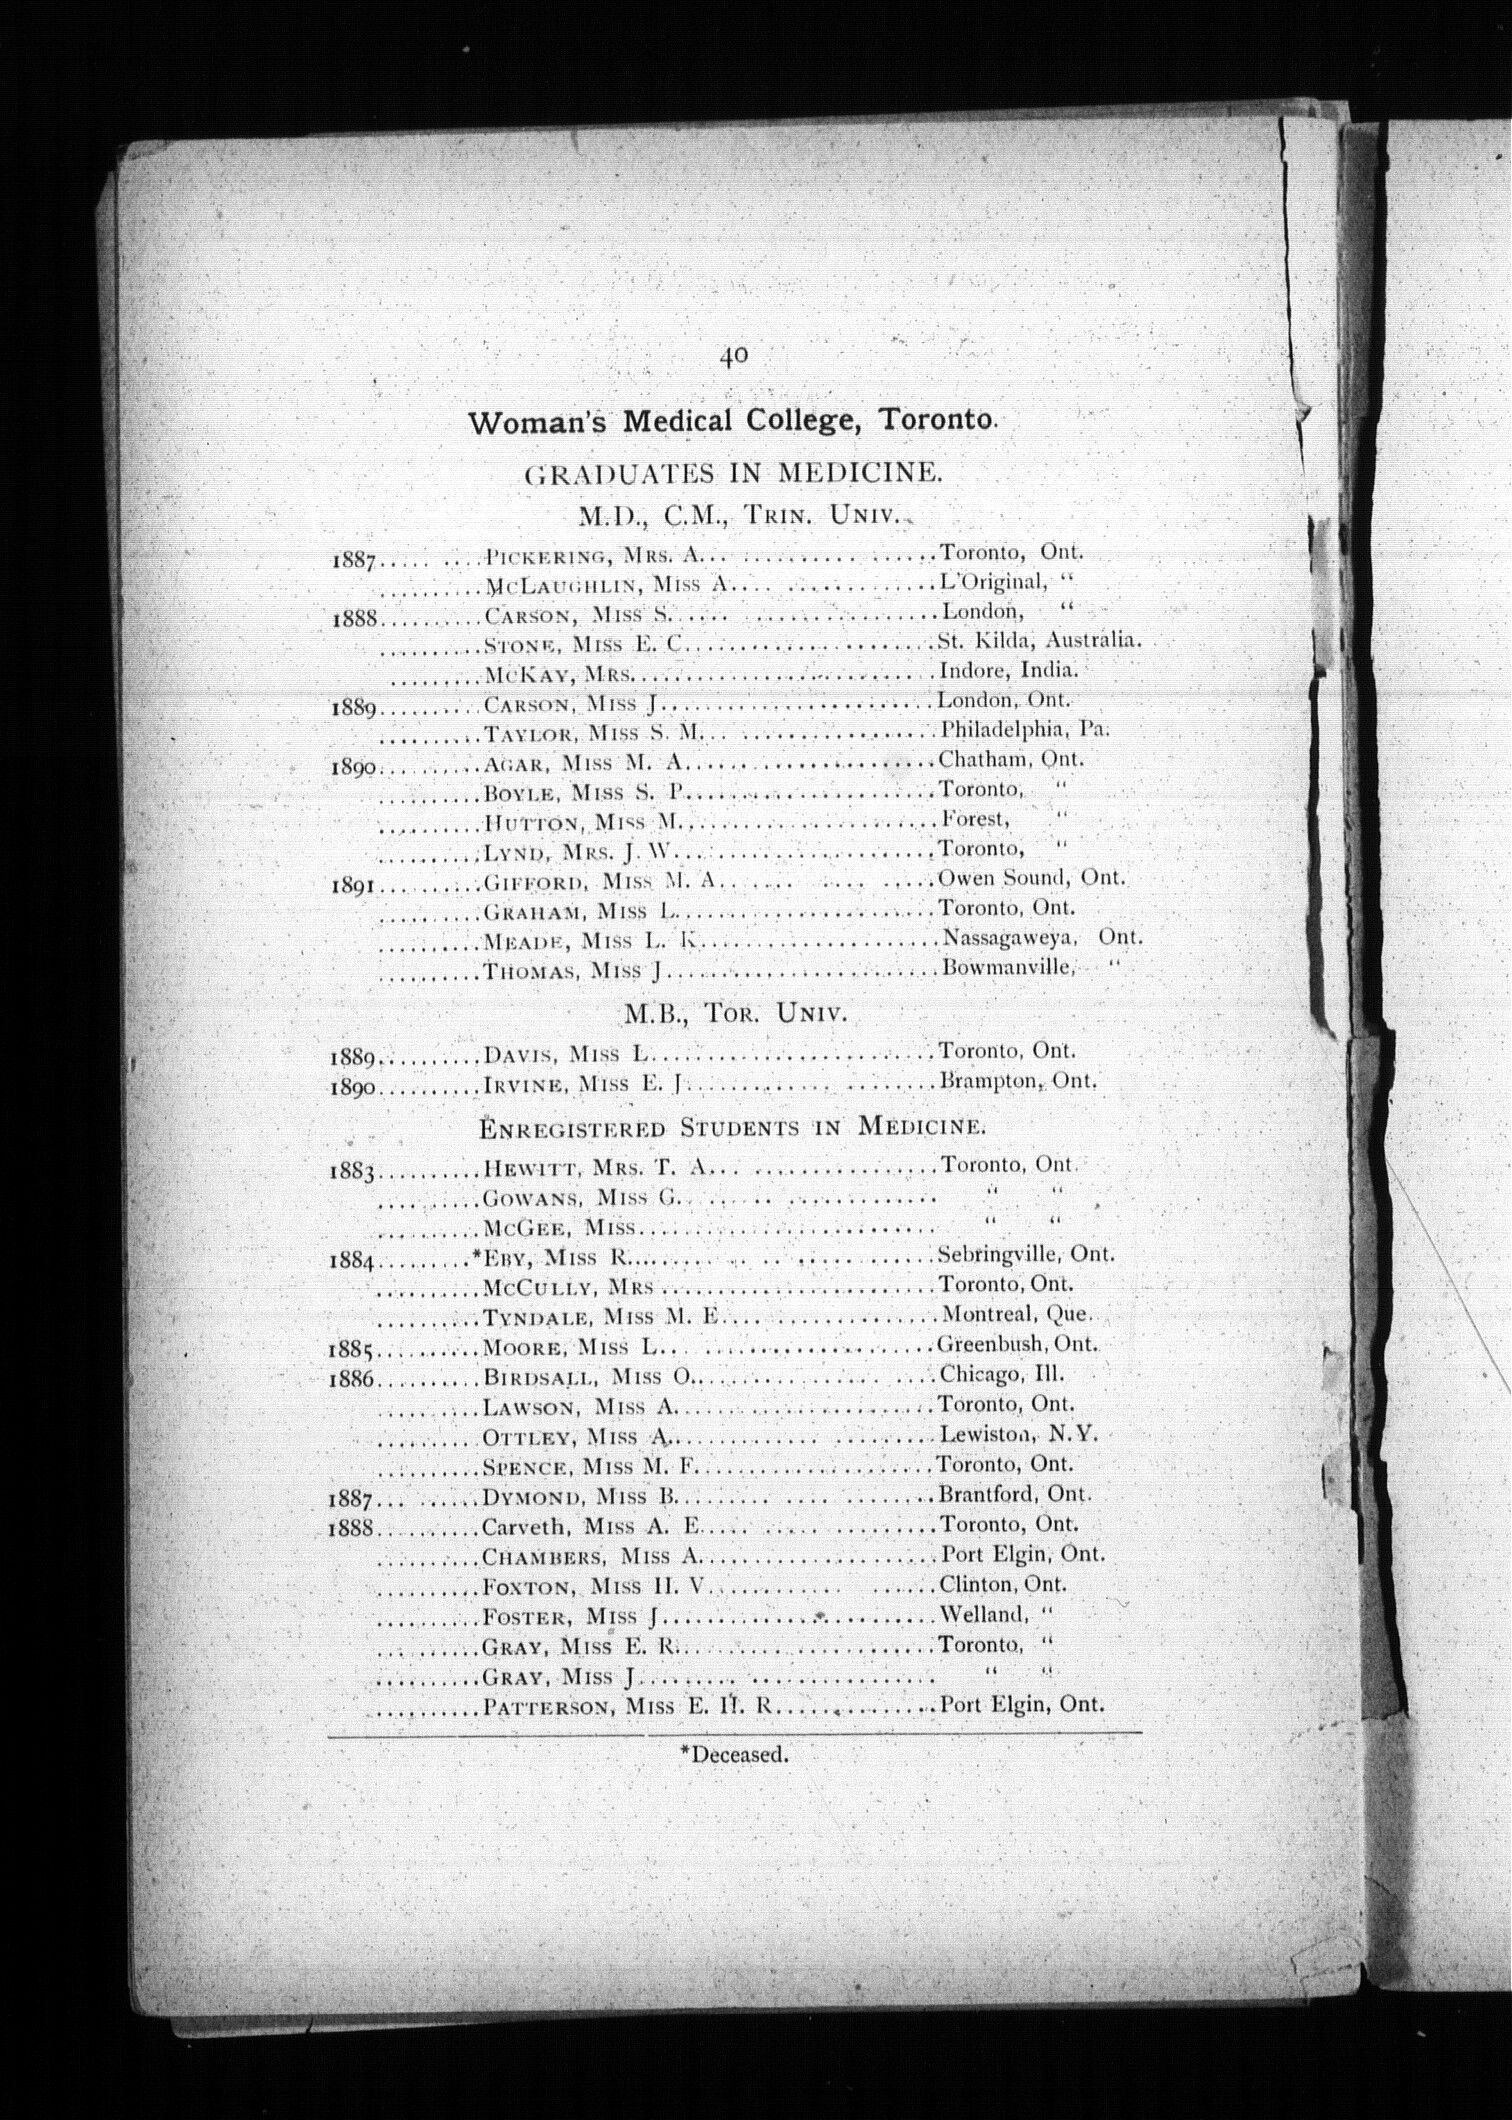 40
Woman's Medical College, Toronto.
GRADUATES IN MEDICINE.
M.D., C.M., TRIN. UNIV.
1887..........PICKERING, MRS. A....................Toronto, Ont.
..........MCLAUGHLIN, MISS A....................L'Original, “
1888..........CARSON, MISS S.....................London, “
..........STONE, MISS E. C....................St. Kilda, Australia.
..........MCKAY, MRS....................Indore, India.
1889..........CARSON, MISS J....................London, Ont.
..........TAYLOR, MISS S. M....................Philadelphia, Pa.
1890..........AGAR, MISS M. A....................Chatham, Ont.
..........BOYLE, MISS S. P....................Toronto, “
..........HUTTON, MISS M....................Forest, “
..........LYND, MRS. J. W....................Toronto, “
1891..........GIFFORD, MISS M. A....................Owen Sound, Ont.
..........GRAHAM, MISS L....................Toronto, Ont.
..........MEADE, MISS L. K....................Nassagaweya, Ont.
..........THOMAS, MISS J....................Bowmanville, “
M.B., TOR. UNIV.
1889..........DAVIS, MISS L....................Toronto, Ont.
1890..........IRVINE, MISS E. J....................Brampton, Ont.
ENREGISTERED STUDENTS IN MEDICINE.
1883..........HEWITT, MRS. T. A....................Toronto, Ont.
..........GOWANS, MISS G.................... “ “
..........MCGEE, MISS.................... “ “
1884.........*EBY, MISS R....................Sebringville, Ont.
..........MCCULLY, MRS....................Toronto, Ont.
..........TYNDALE, MISS M. E....................Montreal, Que.
1885..........MOORE, MISS L....................Greenbush, Ont.
1886..........BIRDSALL, MISS O....................Chicago, Ill.
..........LAWSON, MISS A....................Toronto, Ont.
..........OTTLEY, MISS A....................Lewiston, N.Y.
..........SPENCE, MISS M. F....................Toronto, Ont.
1887..........DYMOND, MISS B....................Brantford, Ont.
1888..........Carveth, MISS A. E....................Toronto, Ont.
..........CHAMBERS, MISS A....................Port Elgin, Ont.
..........FOXTON, MISS H. V....................Clinton, Ont.
..........FOSTER, MISS J....................Welland, “
..........GRAY, MISS E. R....................Toronto, “
..........GRAY, MISS J.................... “ “
..........PATTERSON, MISS E. H. R...............Port Elgin, Ont.
*Deceased.